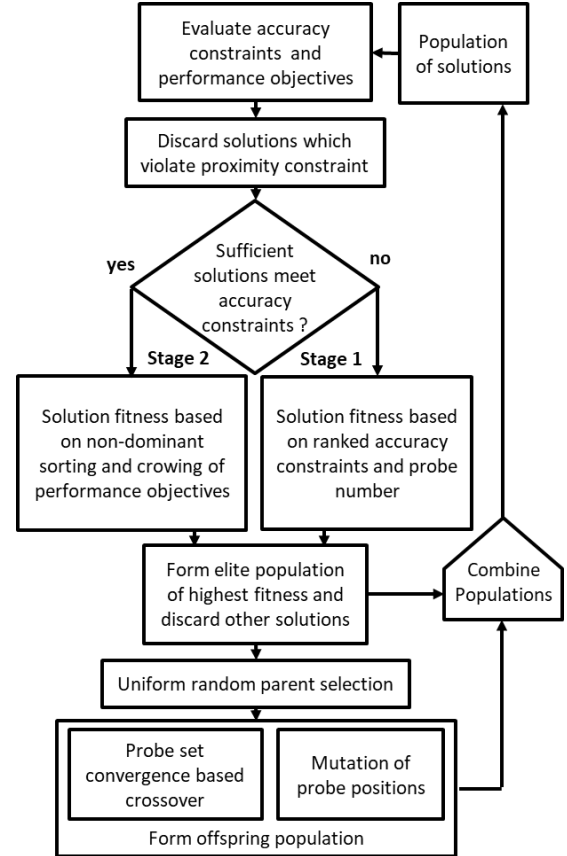 Evaluate accuracy
constraints and
performance objectives
Population
of solutions
Discard solutions which
violate proximity constraint
Sufficient
solutions meet
accuracy
constraints ?
yes
no
Stage 2
Stage 1
Solution fitness based
on non-dominant
sorting and crowing of
performance objectives
Solution fitness based
on ranked accuracy
constraints and probe
number
Form elite population
of highest fitness and
discard other solutions
Combine
Populations
Uniform random parent selection
Probe set
convergence based
crossover
Mutation of
probe positions
Form offspring population